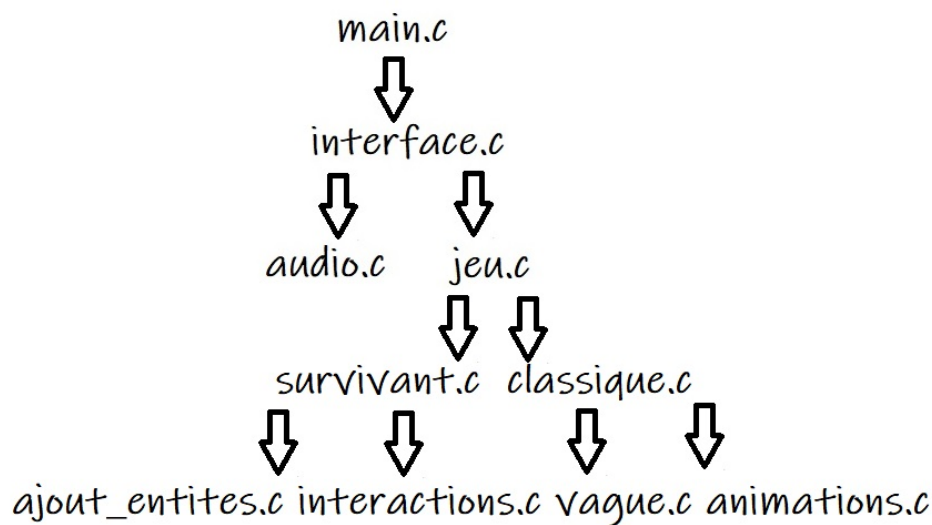 main.c
interface.c
audio.c jeu.c
survivant.c classique.c
ajout_entites.c interactions.c vague.c animations.c